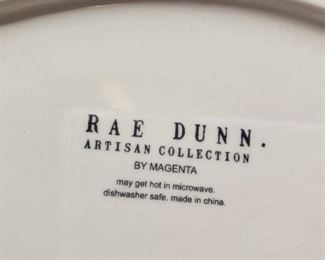 RAE DUNN.
ARTISAN COLLECTION
BY MAGENTA
may get hot in microwave.
dishwasher safe. made in china.